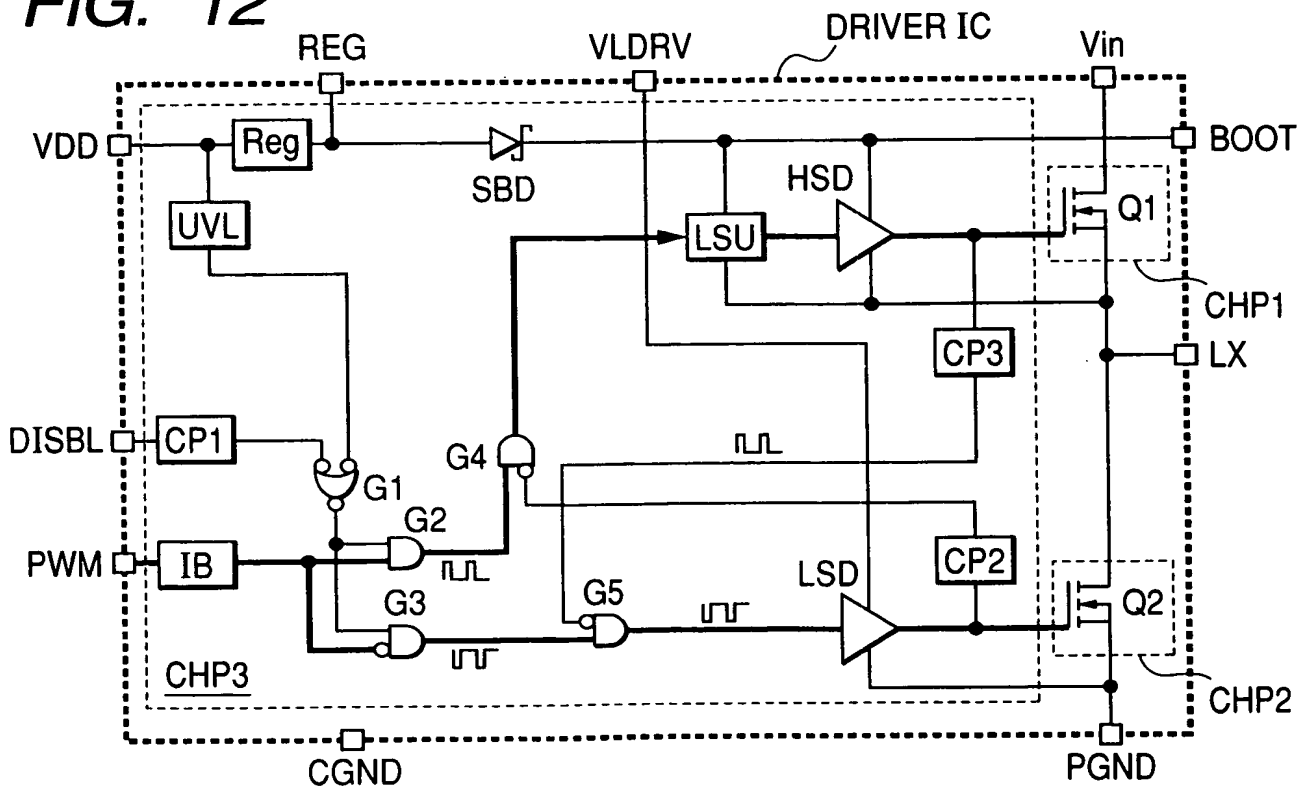 FIG. 12
DRIVER IC
REG
VLDRV
Vin
VDD
Reg
SBD
HSD
BOOT
UVL
LSU
Q1
CHP1
CP3
LX
DISBL
CP1
G4
G1
G2
PWM
IB
CP2
LSD
G3
G5
Q2
CHP3
CHP2
CGND
PGND